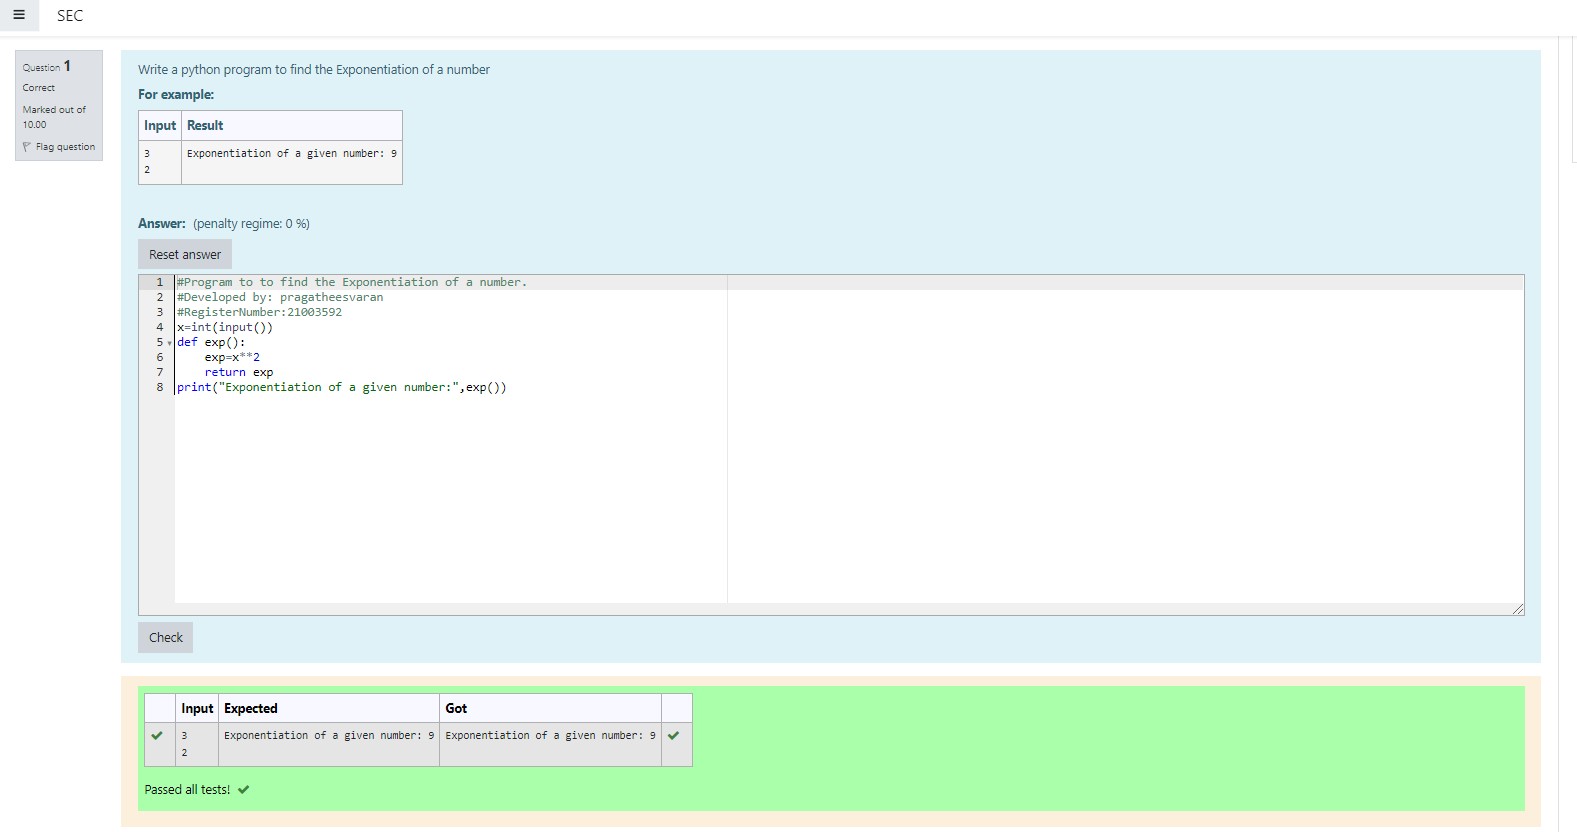 SEC
Question 1
Correct
Marked out of
10.00
Flag question
Write a python program to find the Exponentiation of a number
For example:
Input Result
3 Exponentiation of a given number: 9
2
Answer: (penalty regime: 0 %)
Reset answer
1 #Program to to find the Exponentiation of a number.
2 #Developed by: pragatheesvaran
3 #RegisterNumber:21003592
4 x=int(input())
5 def exp():
6     exp=x**2
7     return exp
8 print("Exponentiation of a given number:",exp())
Check
Input Expected Got
3 Exponentiation of a given number: 9 Exponentiation of a given number: 9
2
Passed all tests!